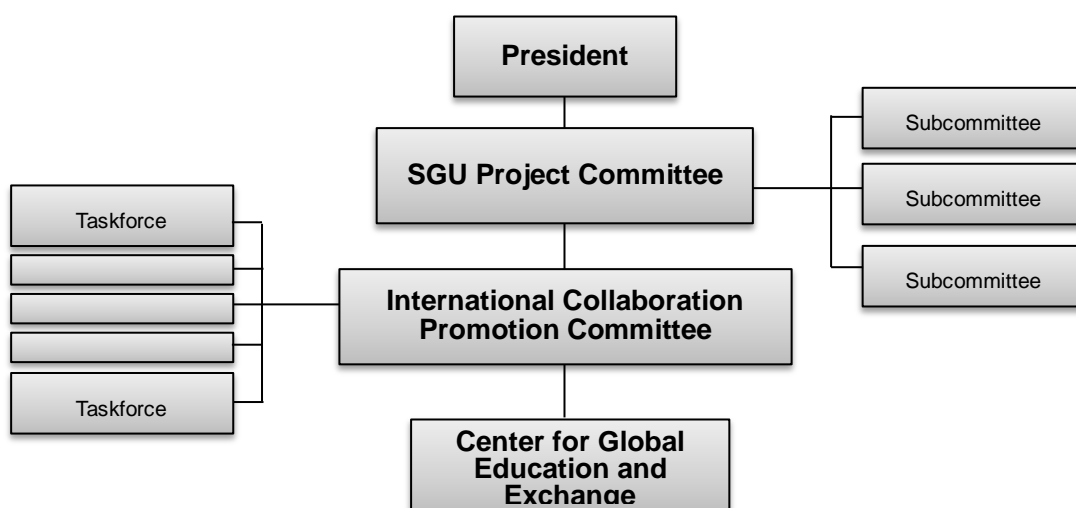 President
SGU Project Committee
Subcommittee
Subcommittee
Subcommittee
Taskforce
Taskforce
International Collaboration
Promotion Committee
Center for Global
Education and
Exchange